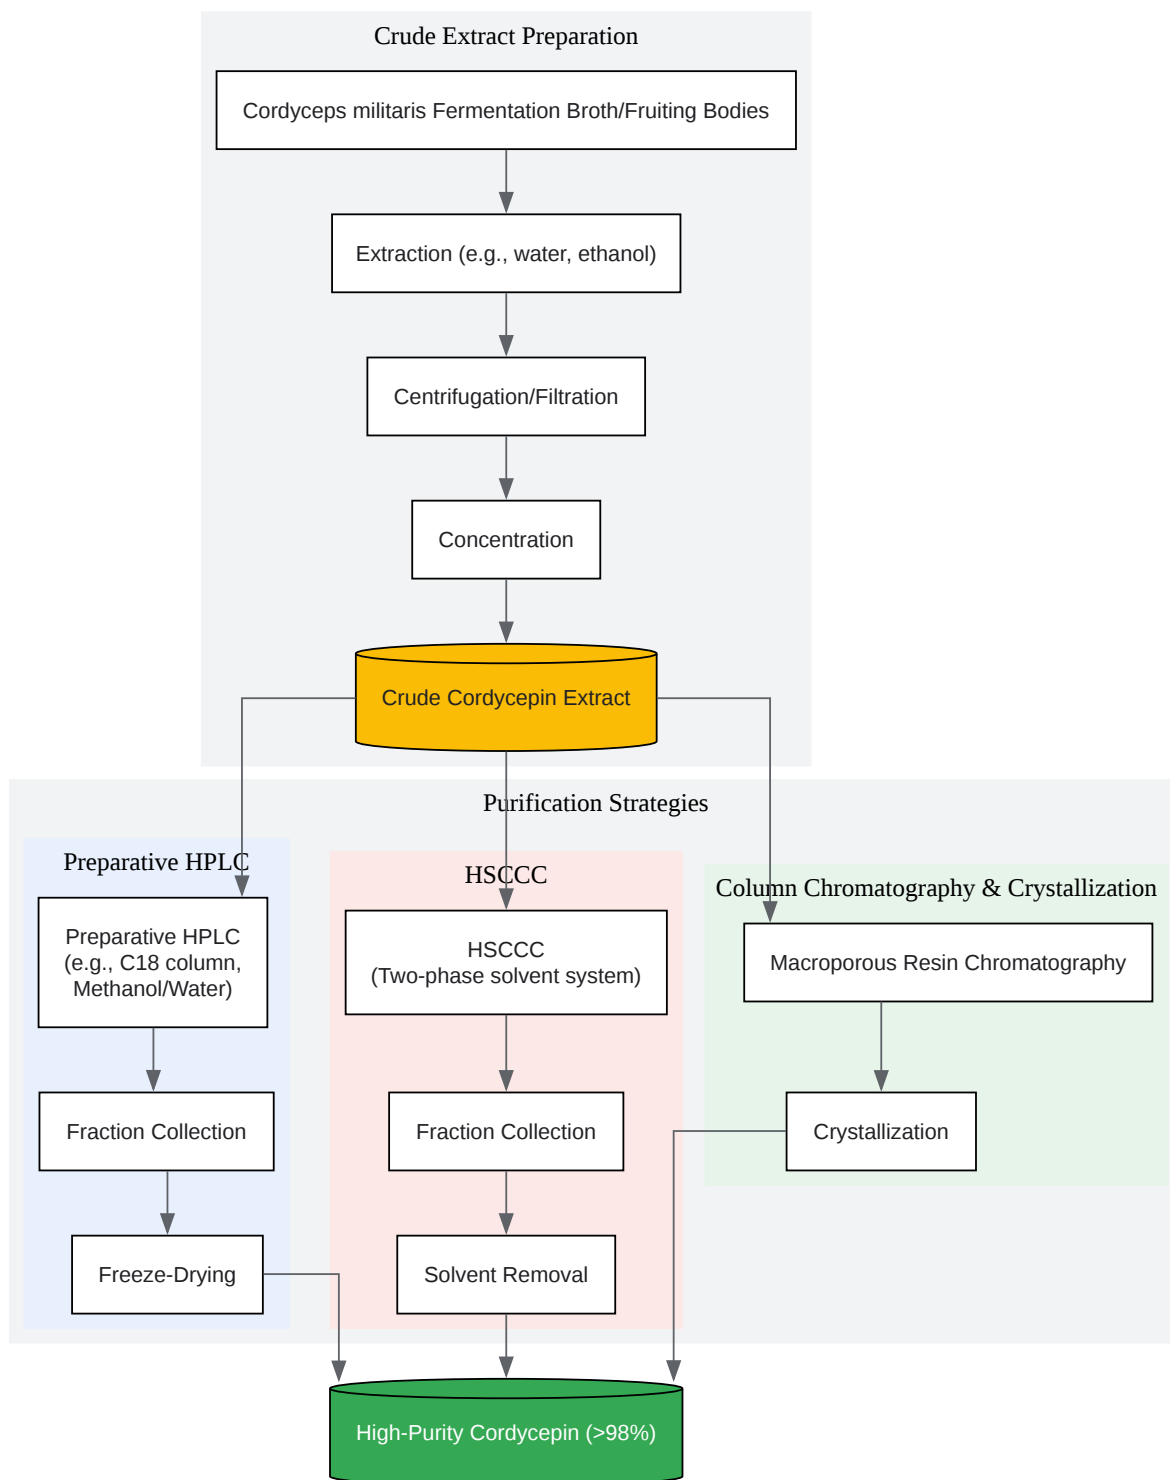 Crude Extract Preparation
Cordyceps militaris Fermentation Broth/Fruiting Bodies
Extraction (e.g., water, ethanol)
Centrifugation/Filtration
Concentration
Crude Cordycepin Extract
Purification Strategies
Preparative HPLC
Preparative HPLC
(e.g., C18 column,
Methanol/Water)
Fraction Collection
Freeze-Drying
HSCCC
HSCCC
(Two-phase solvent system)
Fraction Collection
Solvent Removal
Column Chromatography & Crystallization
Macroporous Resin Chromatography
Crystallization
High-Purity Cordycepin (>98%)